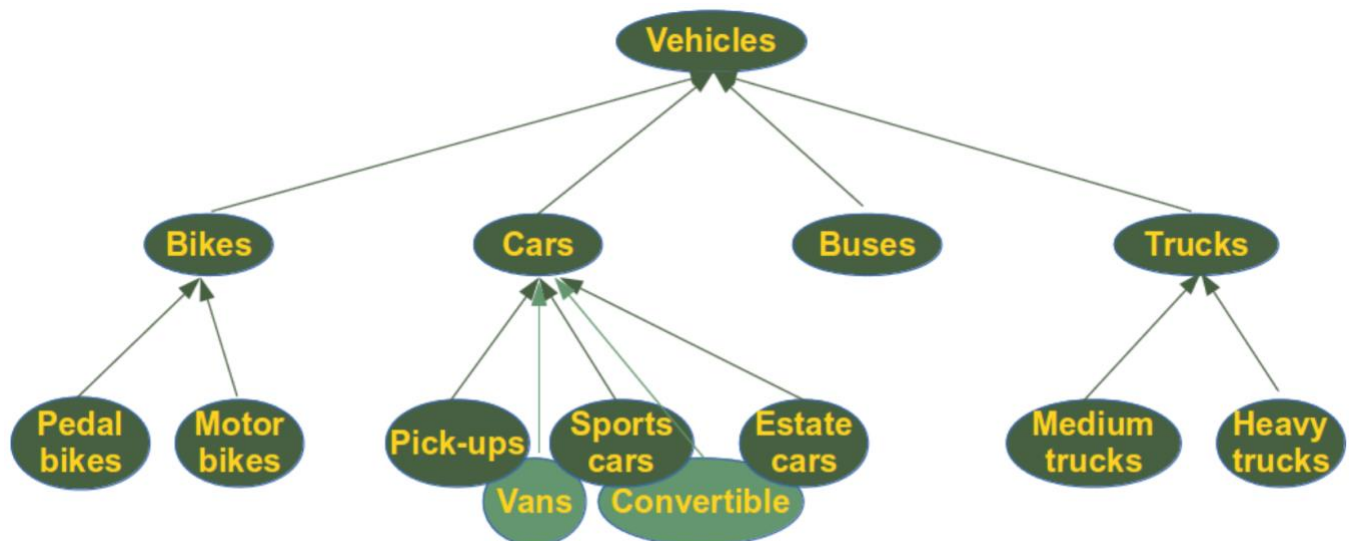 Vehicles
Bikes
Cars
Buses
Trucks
Pedal
bikes
Motor
bikes
Pick-ups
Sports
cars
Estate
cars
Medium
trucks
Heavy
trucks
Vans
Convertible